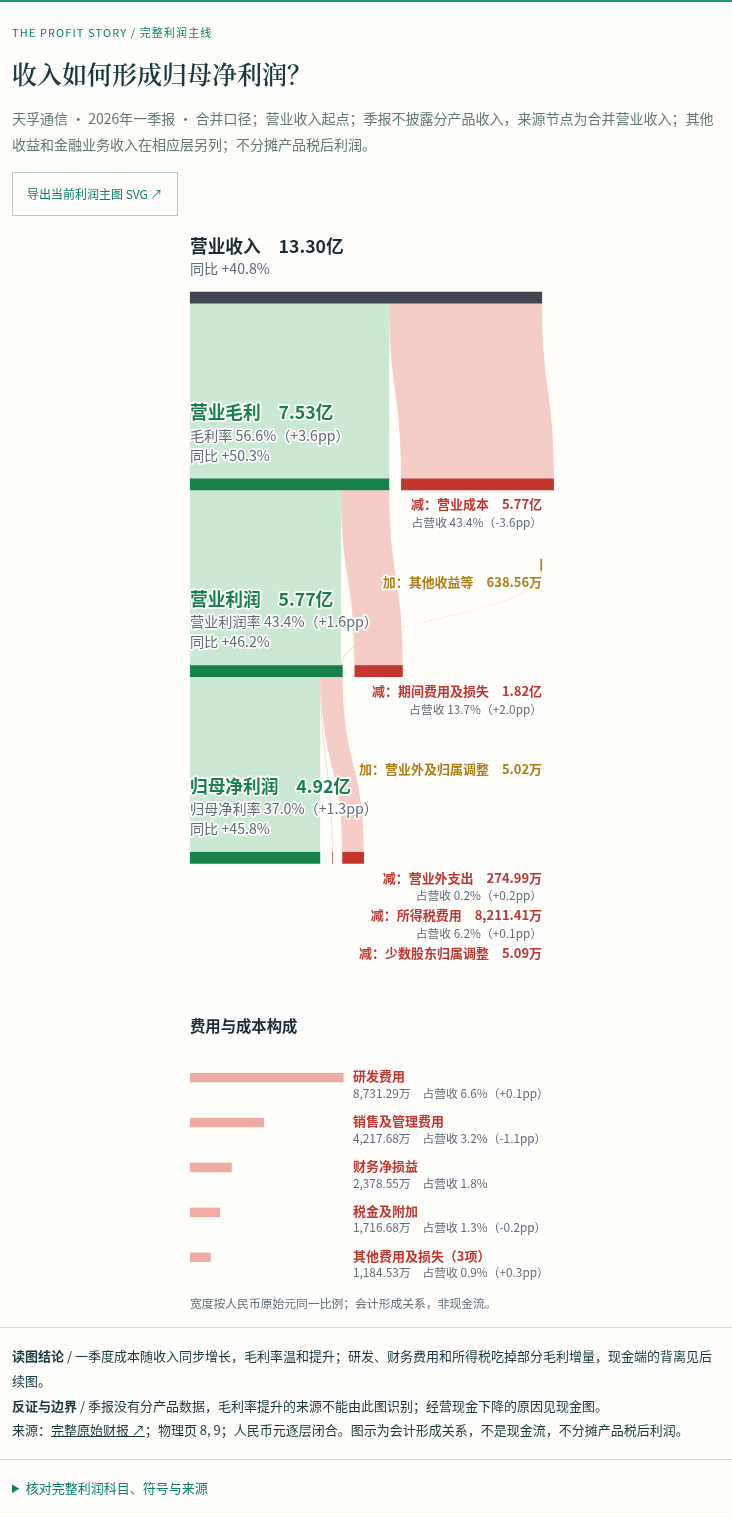 THE PROFIT STORY / 完整利润主线
收入如何形成归母净利润？
天孚通信 · 2026年一季报 · 合并口径；营业收入起点；季报不披露分产品收入，来源节点为合并营业收入；其他
收益和金融业务收入在相应层另列；不分摊产品税后利润。
导出当前利润主图 SVG ↗
营业收入 13.30亿
同比 +40.8%
营业毛利 7.53亿
毛利率 56.6%（+3.6pp）
同比 +50.3%
减：营业成本 5.77亿
占营收 43.4%（-3.6pp）
加：其他收益等 638.56万
营业利润 5.77亿
营业利润率 43.4%（+1.6pp）
同比 +46.2%
减：期间费用及损失 1.82亿
占营收 13.7%（+2.0pp）
加：营业外及归属调整 5.02万
归母净利润 4.92亿
归母净利率 37.0%（+1.3pp）
同比 +45.8%
减：营业外支出 274.99万
占营收 0.2%（+0.2pp）
减：所得税费用 8,211.41万
占营收 6.2%（+0.1pp）
减：少数股东归属调整 5.09万
费用与成本构成
研发费用
8,731.29万 占营收 6.6%（+0.1pp）
销售及管理费用
4,217.68万 占营收 3.2%（-1.1pp）
财务净损益
2,378.55万 占营收 1.8%
税金及附加
1,716.68万 占营收 1.3%（-0.2pp）
其他费用及损失（3项）
1,184.53万 占营收 0.9%（+0.3pp）
宽度按人民币原始元同一比例；会计形成关系，非现金流。
读图结论 / 一季度成本随收入同步增长，毛利率温和提升；研发、财务费用和所得税吃掉部分毛利增量，现金端的背离见后
续图。
反证与边界 / 季报没有分产品数据，毛利率提升的来源不能由此图识别；经营现金下降的原因见现金图。
来源：完整原始财报 ↗；物理页 8, 9；人民币元逐层闭合。图示为会计形成关系，不是现金流，不分摊产品税后利润。
▶ 核对完整利润科目、符号与来源